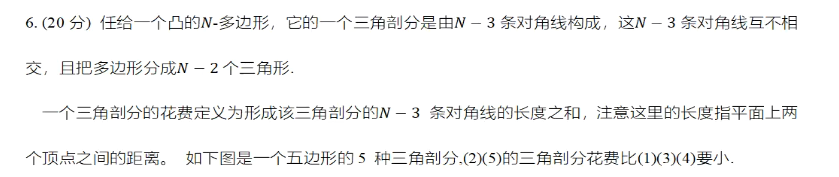 6. (20 分) 任给一个凸的N-多边形，它的一个三角剖分是由N − 3 条对角线构成，这N − 3 条对角线互不相
交，且把多边形分成N − 2 个三角形.
一个三角剖分的花费定义为形成该三角剖分的N − 3 条对角线的长度之和，注意这里的长度指平面上两
个顶点之间的距离。 如下图是一个五边形的 5 种三角剖分.(2)(5)的三角剖分花费比(1)(3)(4)要小.